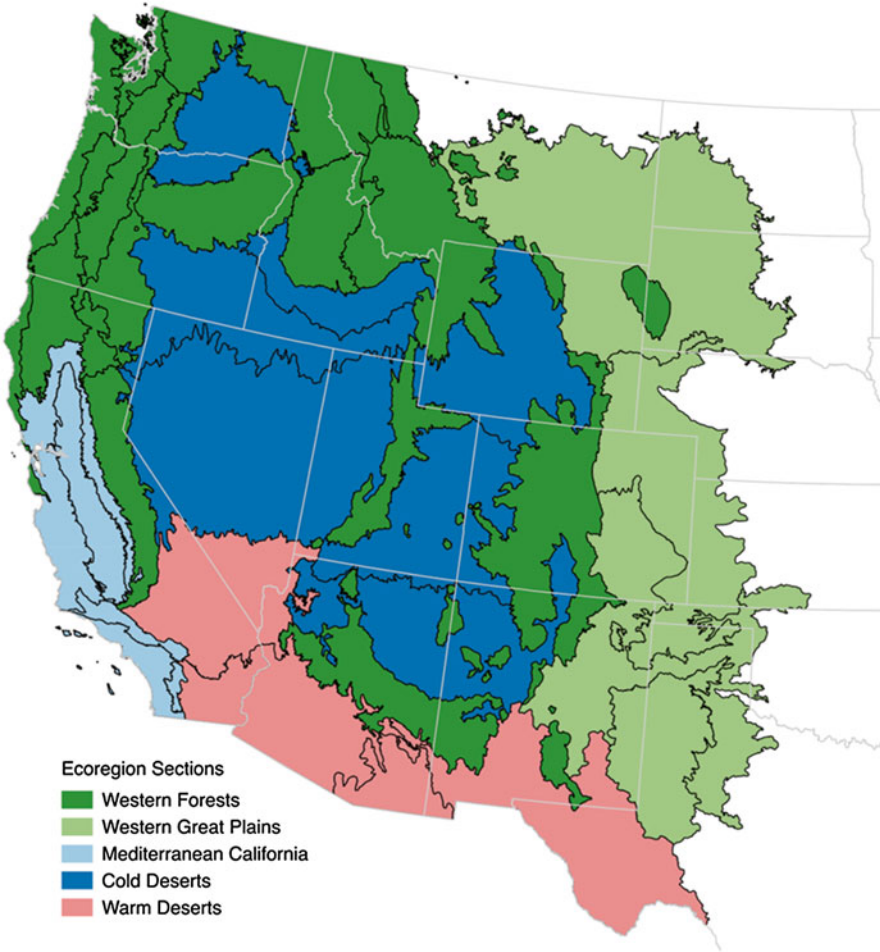 Ecoregion Sections
Western Forests
Western Great Plains
Mediterranean California
Cold Deserts
Warm Deserts